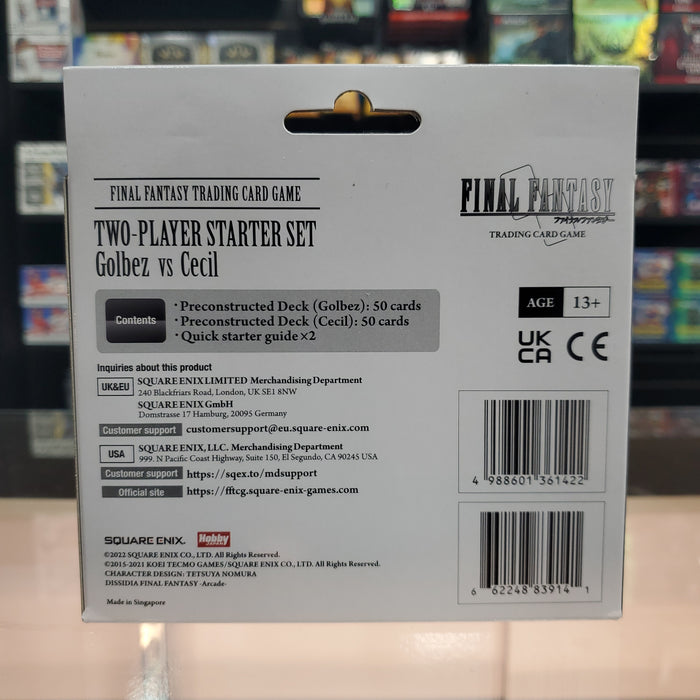 FINAL FANTASY TRADING CARD GAME
TWO-PLAYER STARTER SET
Golbez vs Cecil
FINAL FANTASY
TRADING CARD GAME
Contents
・Preconstructed Deck (Golbez): 50 cards
・Preconstructed Deck (Cecil): 50 cards
・Quick starter guide×2
AGE 13+
UK
CA CE
Inquiries about this product
UK&EU SQUARE ENIX LIMITED Merchandising Department
240 Blackfriars Road, London, UK SE1 8NW
SQUARE ENIX GmbH
Domstrasse 17 Hamburg, 20095 Germany
Customer support customersupport@eu.square-enix.com
USA SQUARE ENIX, LLC. Merchandising Department
999. N Pacific Coast Highway, Suite 150, El Segundo, CA 90245 USA
Customer support https://sqex.to/mdsupport
Official site https://fftcg.square-enix-games.com
4 988601 361422
6 62248 83914 1
SQUARE ENIX. Hobby JAPAN
©2022 SQUARE ENIX CO., LTD. All Rights Reserved.
©2015-2021 KOEI TECMO GAMES/SQUARE ENIX CO., LTD. All Rights Reserved.
CHARACTER DESIGN: TETSUYA NOMURA
DISSIDIA FINAL FANTASY -Arcade-
Made in Singapore